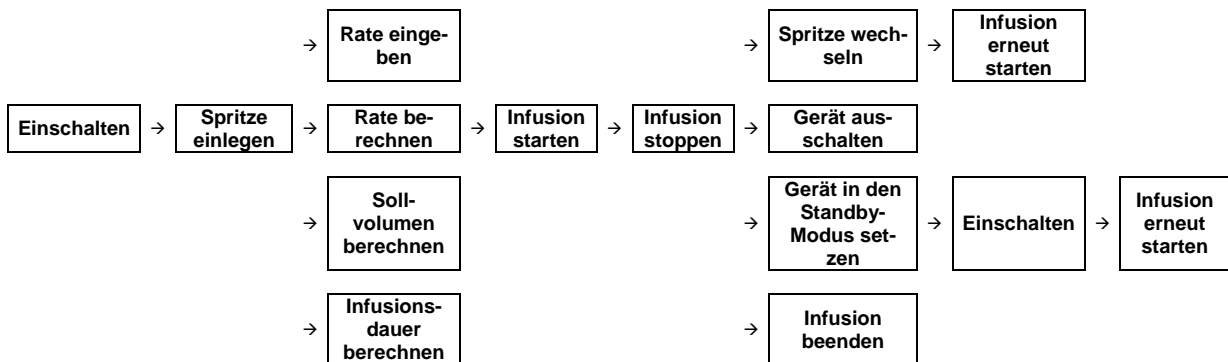 → Rate einge-
ben
→ Spritze wech-
seln
→ Infusion
erneut
starten
Einschalten
→ Spritze
einlegen
→ Rate be-
rechnen
→ Infusion
starten
→ Infusion
stoppen
→ Gerät aus-
schalten
→ Soll-
volumen
berechnen
→ Gerät in den
Standby-
Modus set-
zen
→ Einschalten
→ Infusion
erneut
starten
→ Infusions-
dauer
berechnen
→ Infusion
beenden